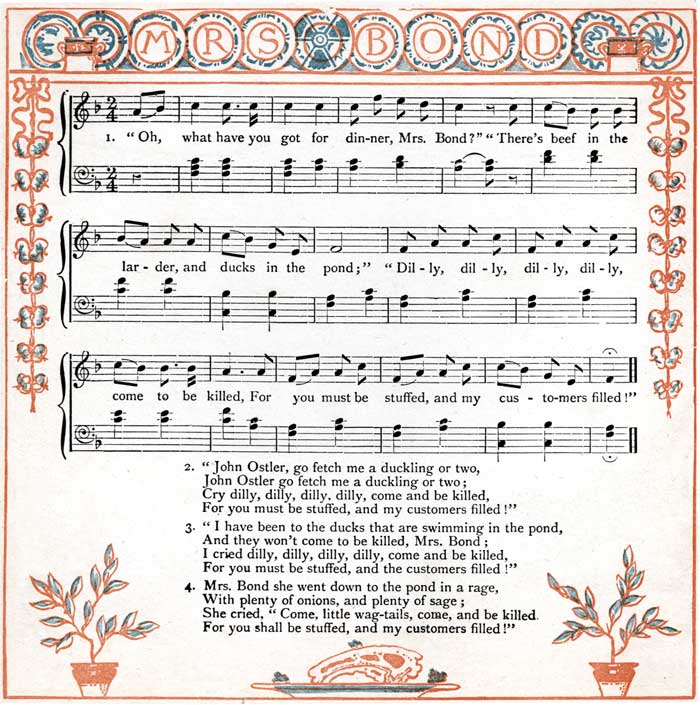 MRS BOND
1. "Oh, what have you got for din-ner, Mrs. Bond?" "There's beef in the
lar-der, and ducks in the pond;" "Dil-ly, dil-ly, dil-ly, dil-ly,
come to be killed, For you must be stuffed, and my cus-to-mers filled!"
2. "John Ostler, go fetch me a duckling or two,
John Ostler go fetch me a duckling or two;
Cry dilly, dilly, dilly, dilly, come and be killed,
For you must be stuffed, and my customers filled!"
3. "I have been to the ducks that are swimming in the pond,
And they won't come to be killed, Mrs. Bond;
I cried dilly, dilly, dilly, dilly, come and be killed,
For you must be stuffed, and the customers filled!"
4. Mrs. Bond she went down to the pond in a rage,
With plenty of onions, and plenty of sage;
She cried, "Come, little wag-tails, come, and be killed.
For you shall be stuffed, and my customers filled!"